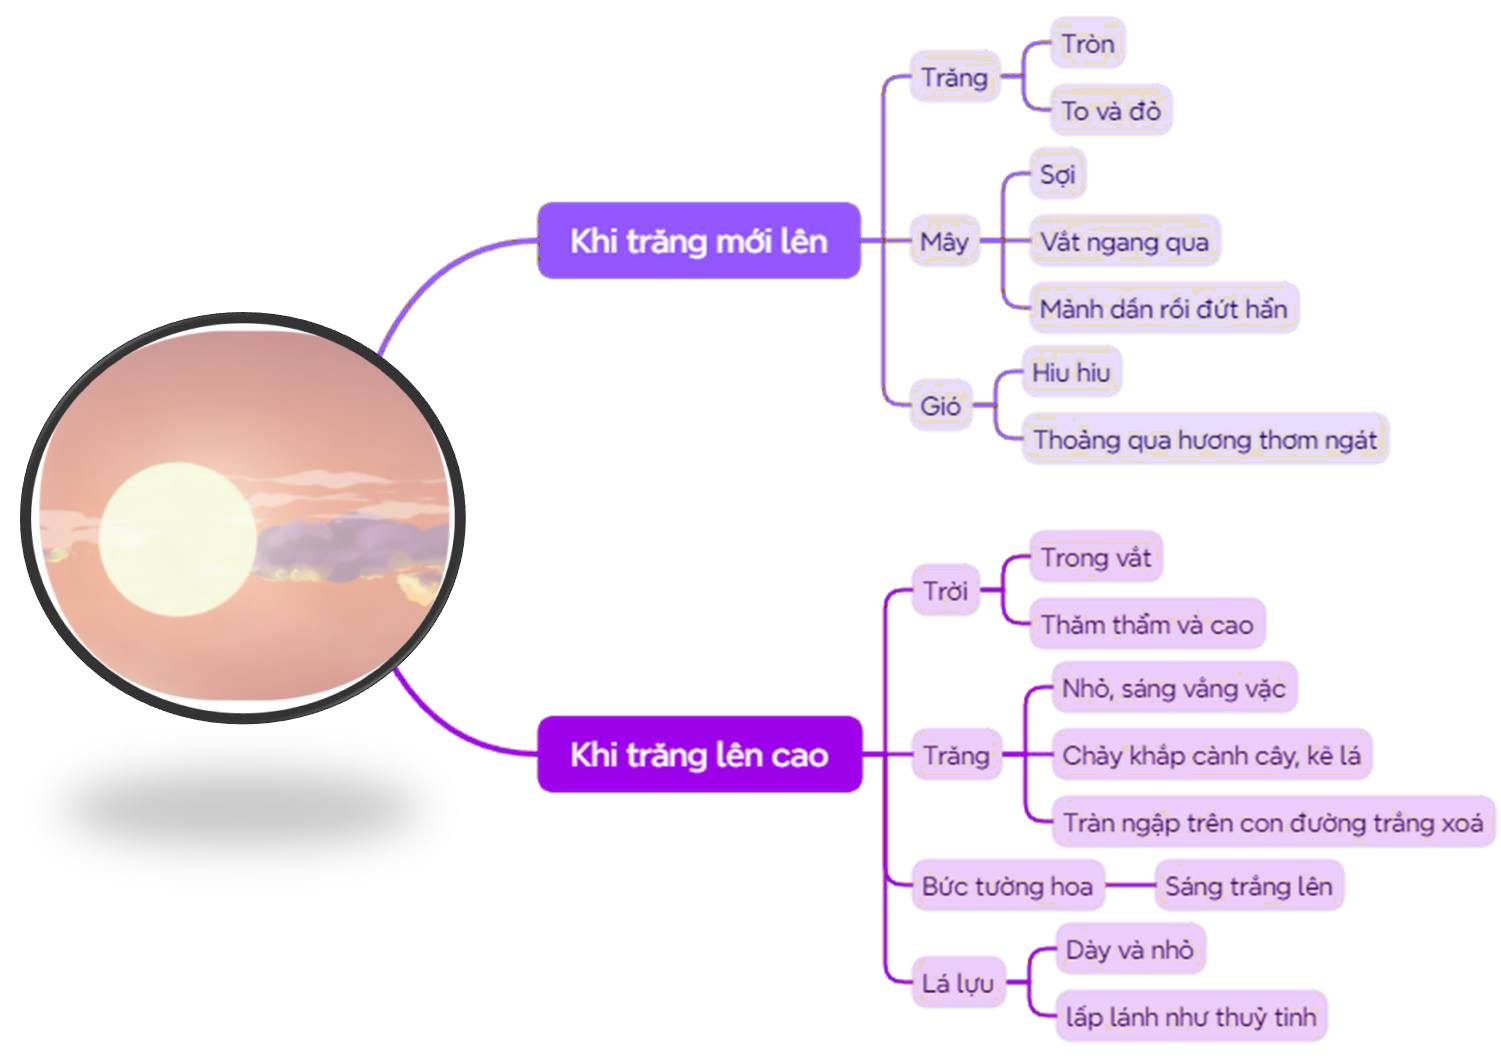 Khi trăng mới lên
Trăng
Tròn
To và đỏ
Mây
Sợi
Vắt ngang qua
Mảnh dần rồi đứt hẳn
Gió
Hiu hiu
Thoảng qua hương thơm ngát
Khi trăng lên cao
Trời
Trong vắt
Thăm thẳm và cao
Trăng
Nhỏ, sáng vằng vặc
Chảy khắp cành cây, kẽ lá
Tràn ngập trên con đường trắng xoá
Bức tường hoa
Sáng trắng lên
Lá lựu
Dày và nhỏ
lấp lánh như thuỷ tinh